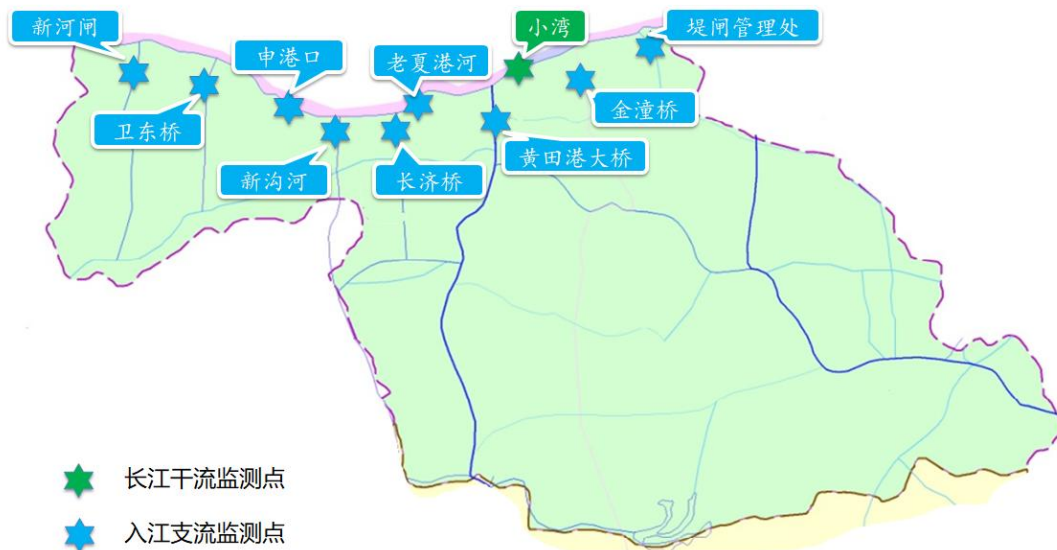 新河闸
申港口
老夏港河
小湾
堤闸管理处
卫东桥
新沟河
长济桥
黄田港大桥
金潼桥
长江干流监测点
入江支流监测点